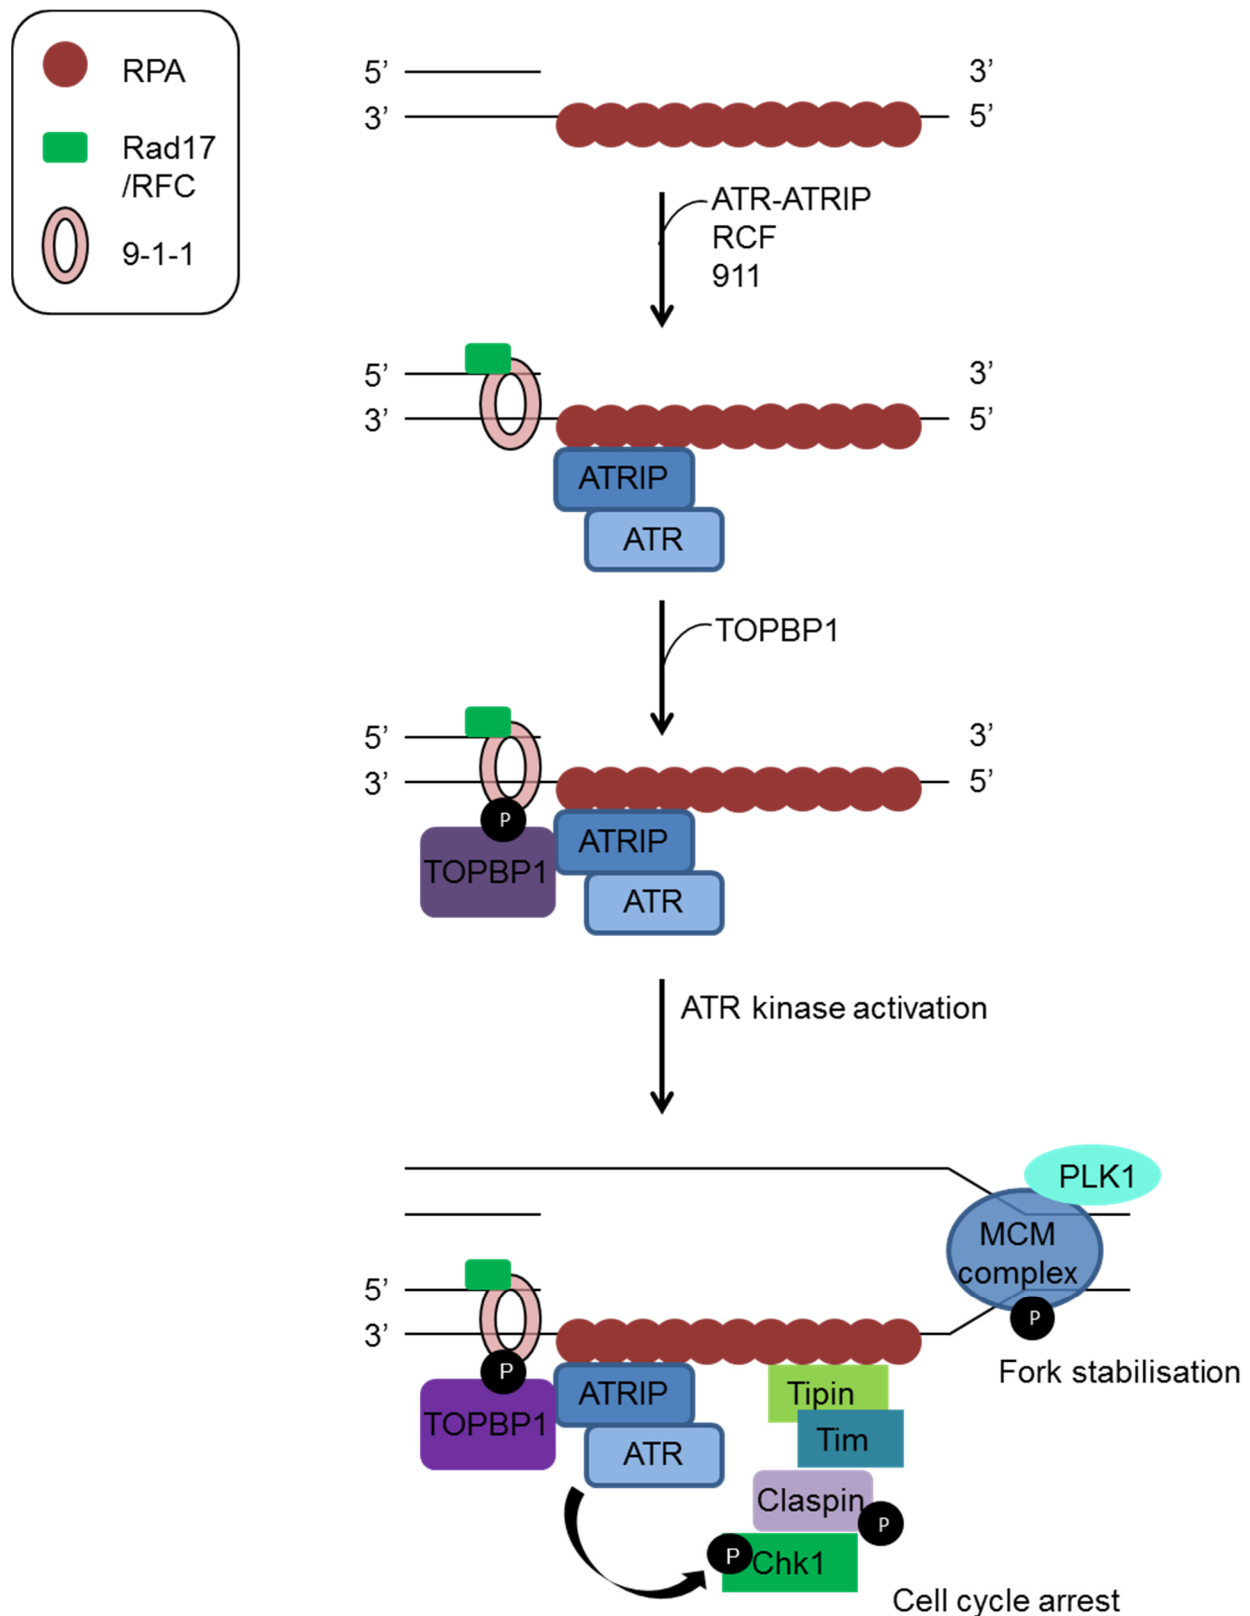 RPA
Rad17
/RFC
9-1-1
5’
3’
3’
5’
ATR-ATRIP
RCF
911
5’
3’
3’
5’
ATRIP
ATR
TOPBP1
5’
3’
3’
5’
P
TOPBP1
ATRIP
ATR
ATR kinase activation
PLK1
MCM
complex
5’
3’
P
Fork stabilisation
P
TOPBP1
ATRIP
ATR
Tipin
Tim
Claspin
P
P
Chk1
Cell cycle arrest